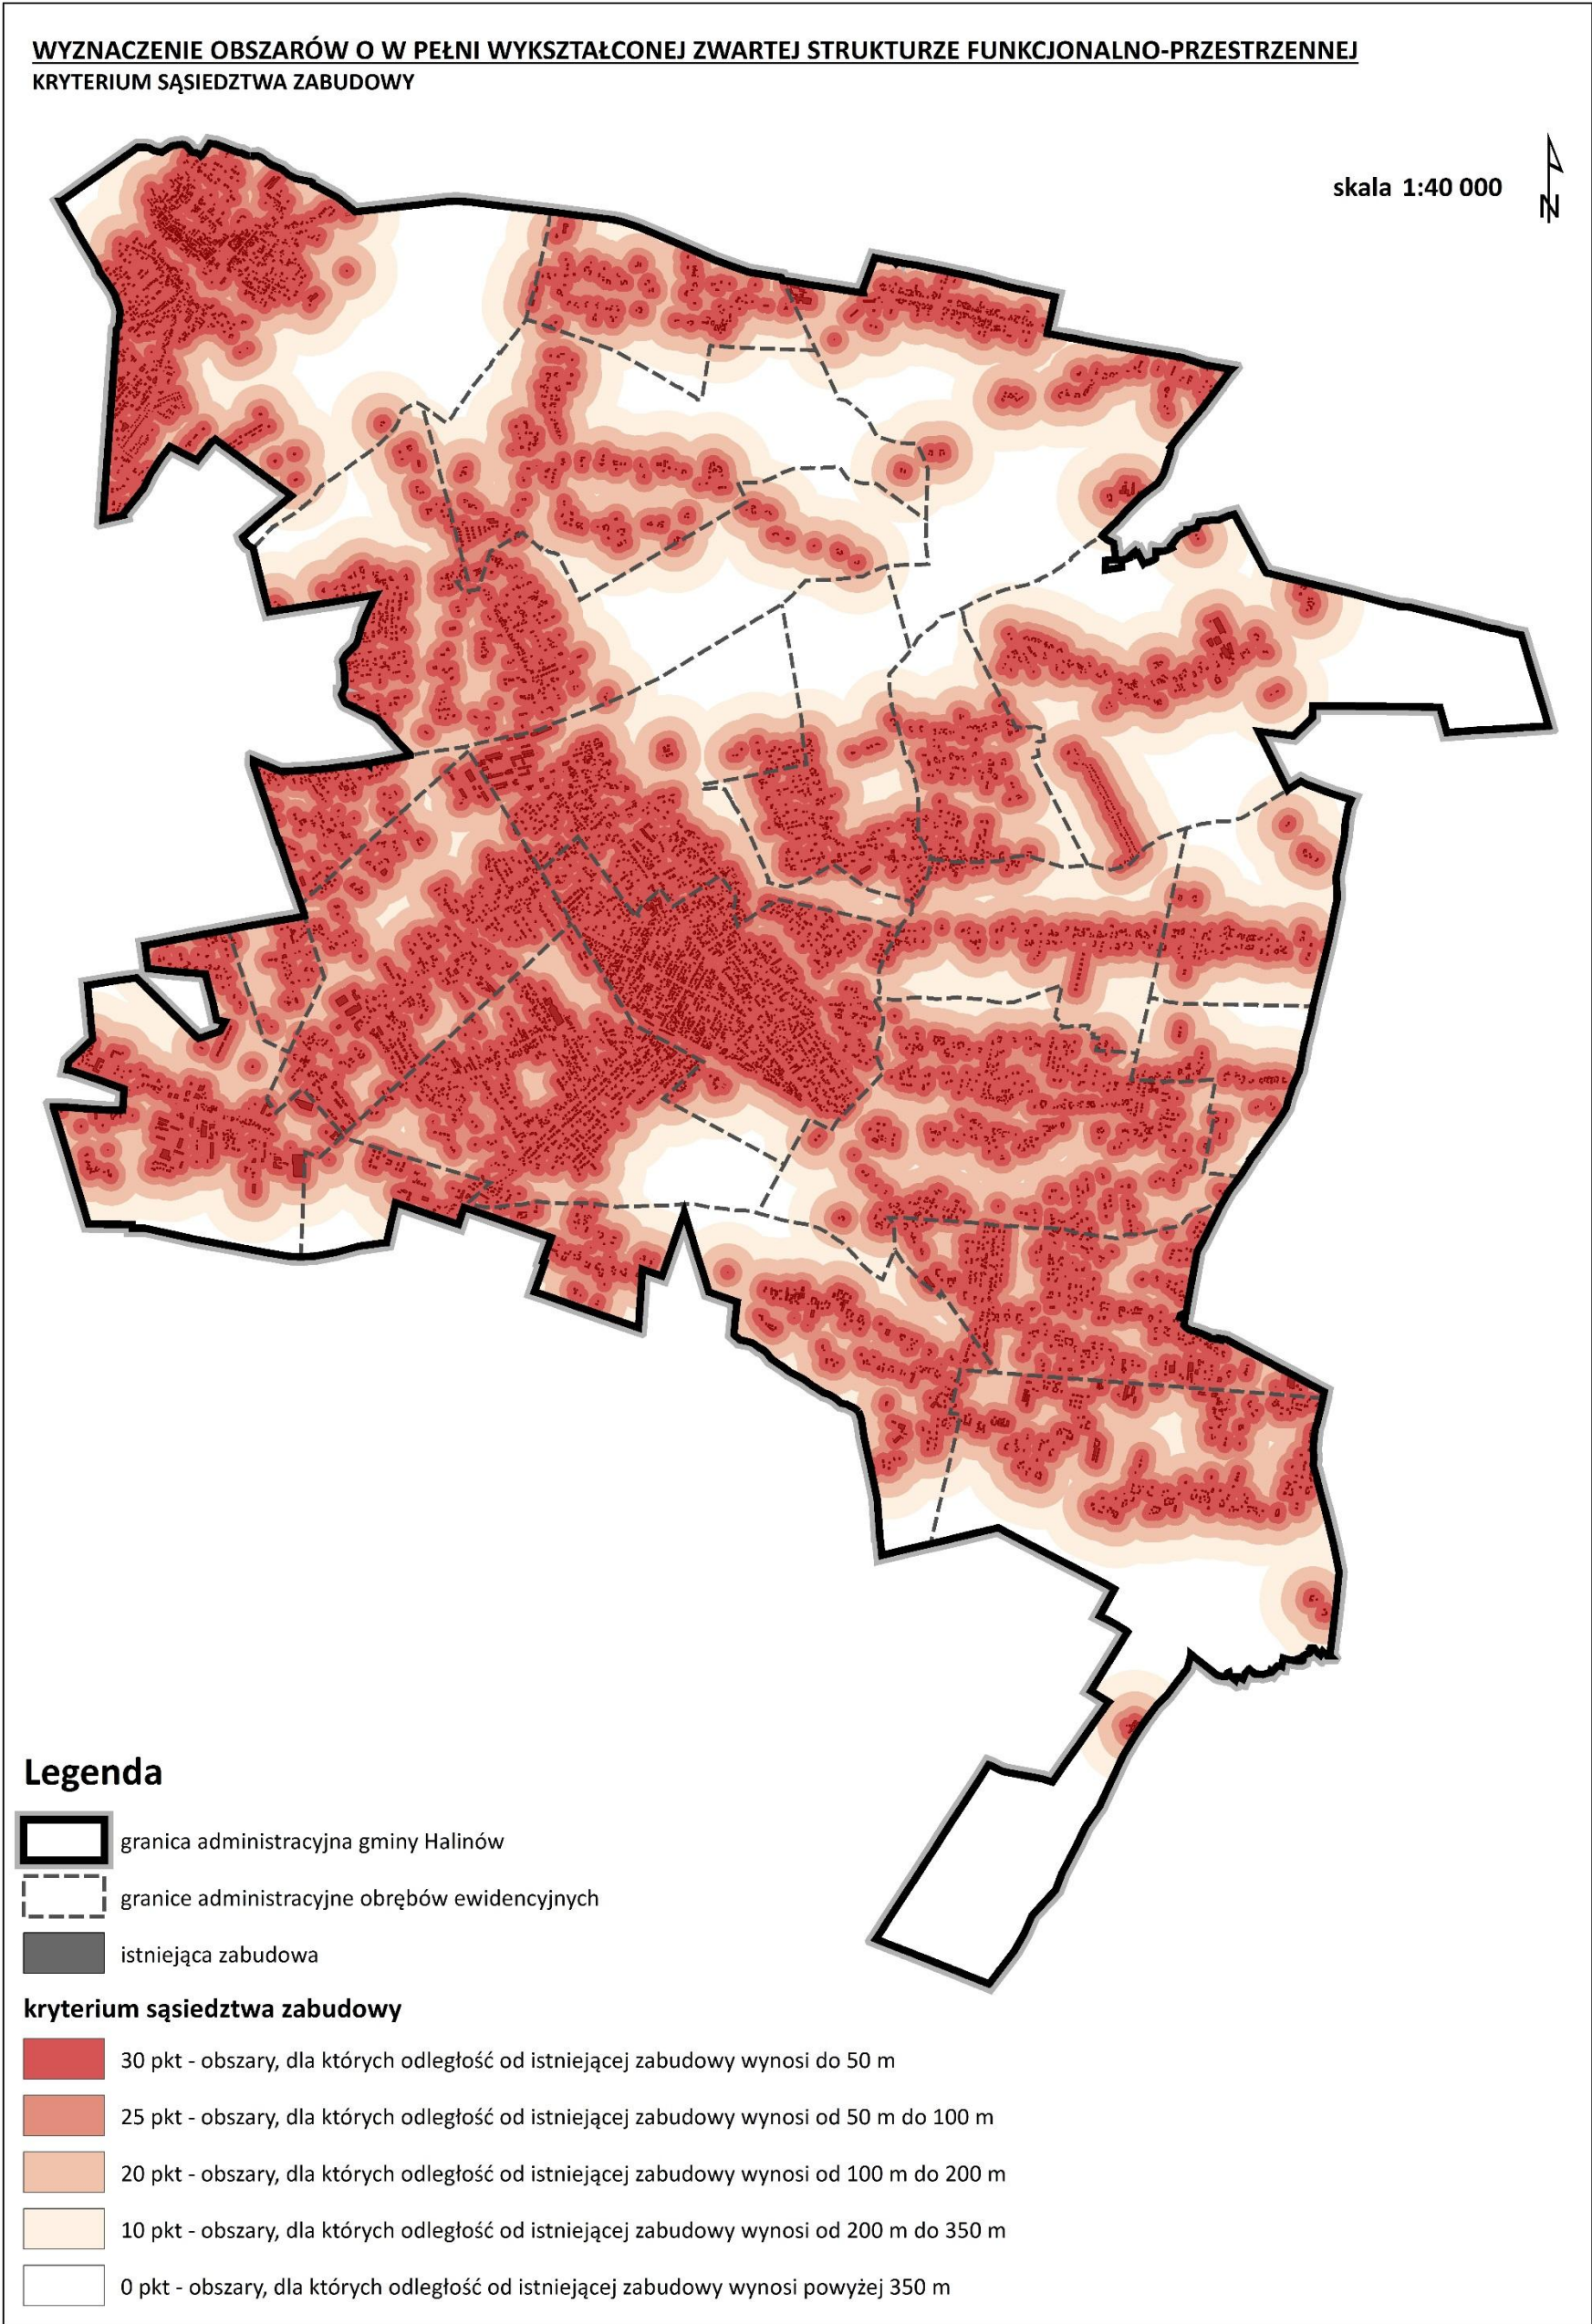 WYZNACZENIE OBSZARÓW O W PEŁNI WYKSZTAŁCONEJ ZWARTEJ STRUKTURZE FUNKCJONALNO-PRZESTRZENNEJ
KRYTERIUM SĄSIEDZTWA ZABUDOWY
skala 1:40 000
N
Legenda
granica administracyjna gminy Halinów
granice administracyjne obrębów ewidencyjnych
istniejąca zabudowa
kryterium sąsiedztwa zabudowy
30 pkt - obszary, dla których odległość od istniejącej zabudowy wynosi do 50 m
25 pkt - obszary, dla których odległość od istniejącej zabudowy wynosi od 50 m do 100 m
20 pkt - obszary, dla których odległość od istniejącej zabudowy wynosi od 100 m do 200 m
10 pkt - obszary, dla których odległość od istniejącej zabudowy wynosi od 200 m do 350 m
0 pkt - obszary, dla których odległość od istniejącej zabudowy wynosi powyżej 350 m